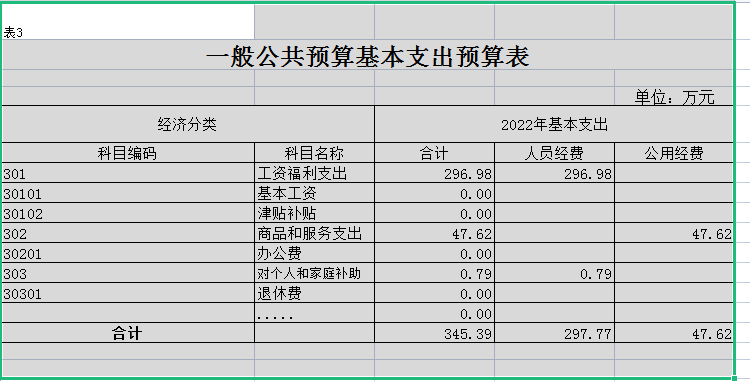 表3
一般公共预算基本支出预算表
单位：万元
经济分类 2022年基本支出
科目编码 科目名称 合计 人员经费 公用经费
301 工资福利支出 296.98 296.98
30101 基本工资 0.00
30102 津贴补贴 0.00
302 商品和服务支出 47.62 47.62
30201 办公费 0.00
303 对个人和家庭补助 0.79 0.79
30301 退休费 0.00
..... 0.00
合计 345.39 297.77 47.62